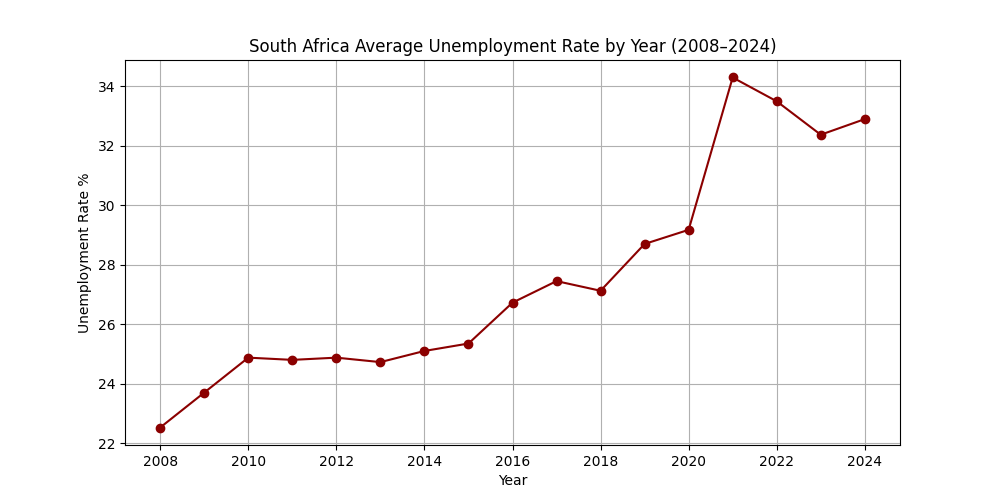 South Africa Average Unemployment Rate by Year (2008–2024)
Unemployment Rate %
34
32
30
28
26
24
22
2008 2010 2012 2014 2016 2018 2020 2022 2024
Year